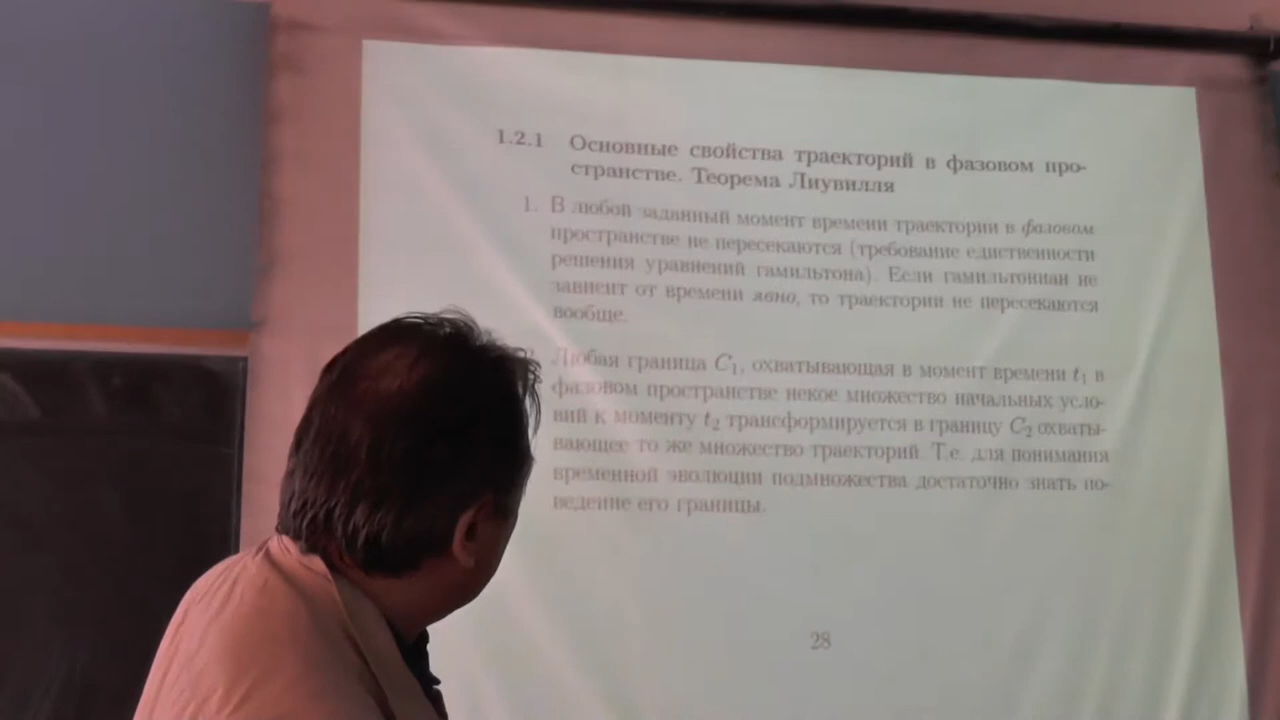 1.2.1 Основные свойства траекторий в фазовом про-
странстве. Теорема Лиувилля
1. В любой заданный момент времени траектории в фазовом
пространстве не пересекаются (требование едиственности
решения уравнений гамильтона). Если гамильтониан не
зависит от времени явно, то траектории не пересекаются
вообще.
2. Любая граница C₁, охватывающая в момент времени t₁ в
фазовом пространстве некое множество начальных усло-
вий к моменту t₂ трансформируется в границу C₂ охваты-
вающее то же множество траекторий. Т.е. для понимания
временной эволюции подмножества достаточно знать по-
ведение его границы.
28